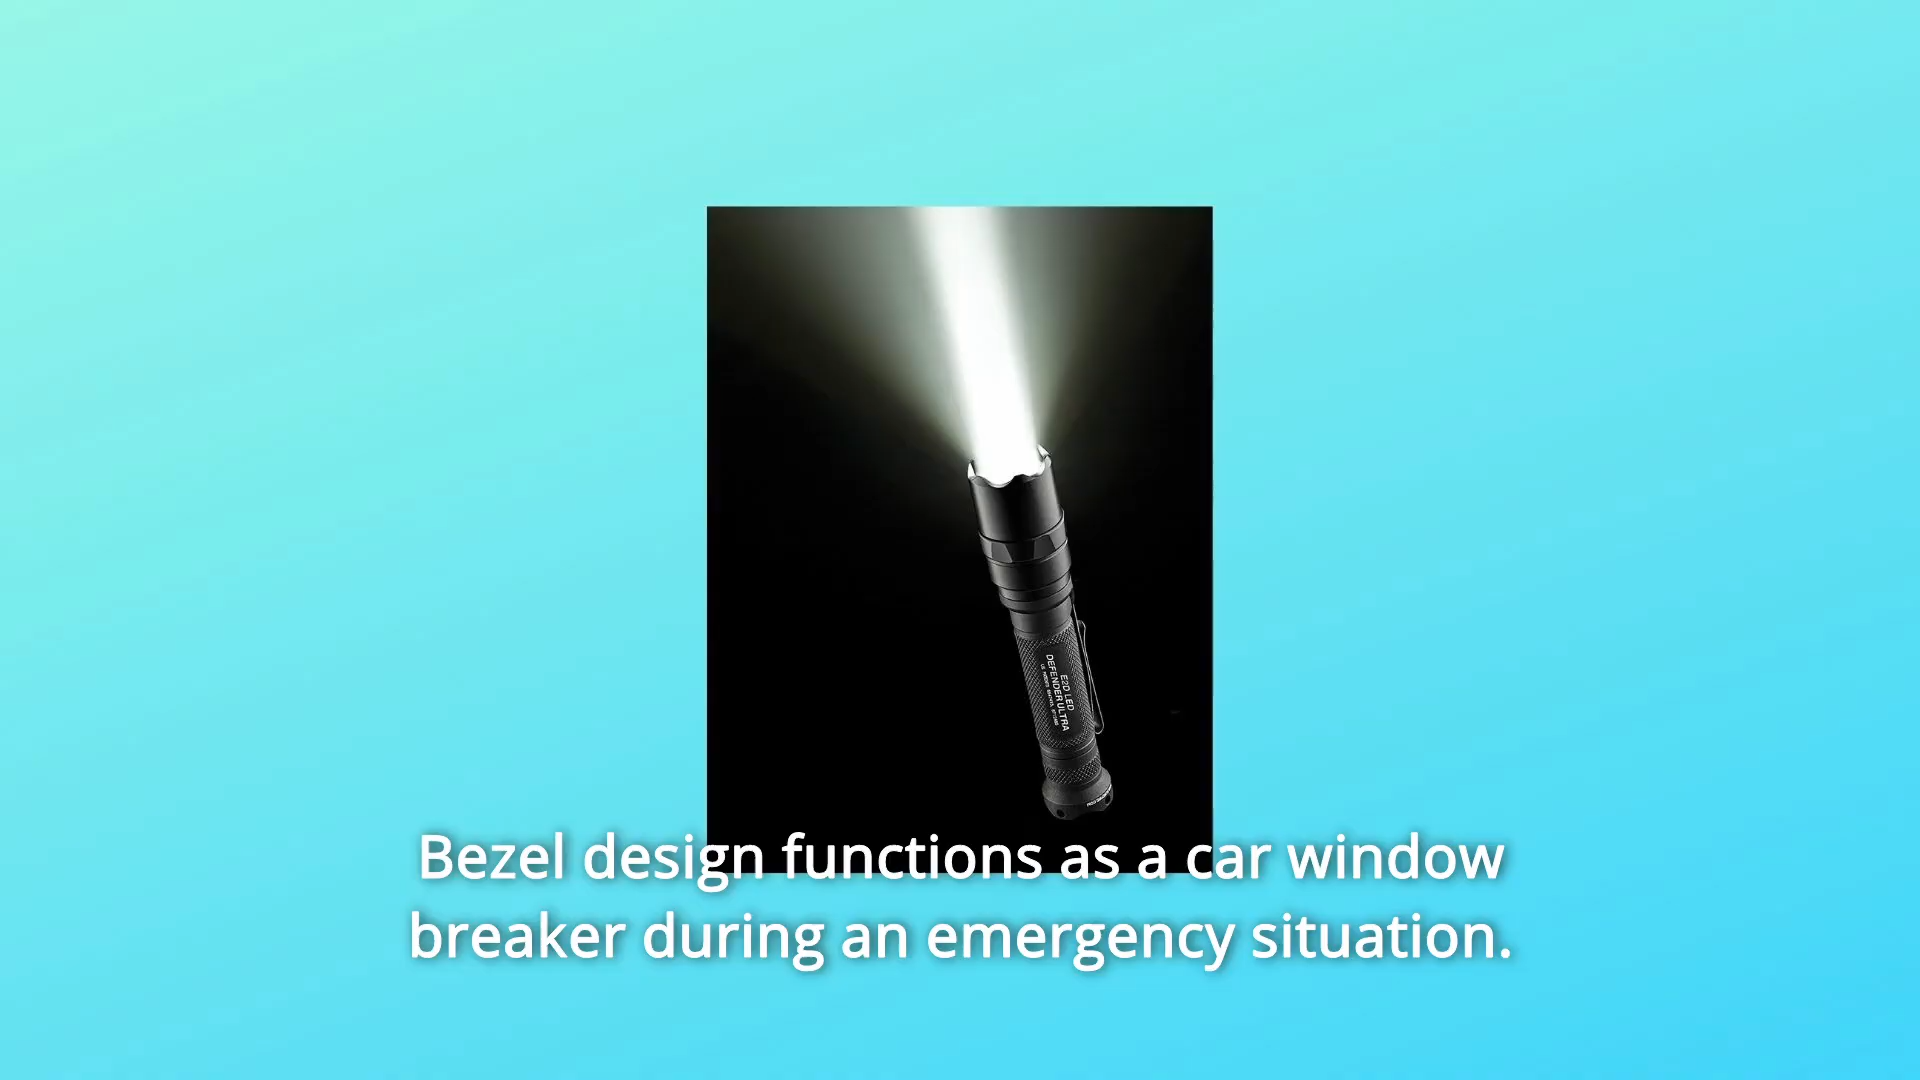 E2D LED
DEFENDER ULTRA
Bezel design functions as a car window
breaker during an emergency situation.